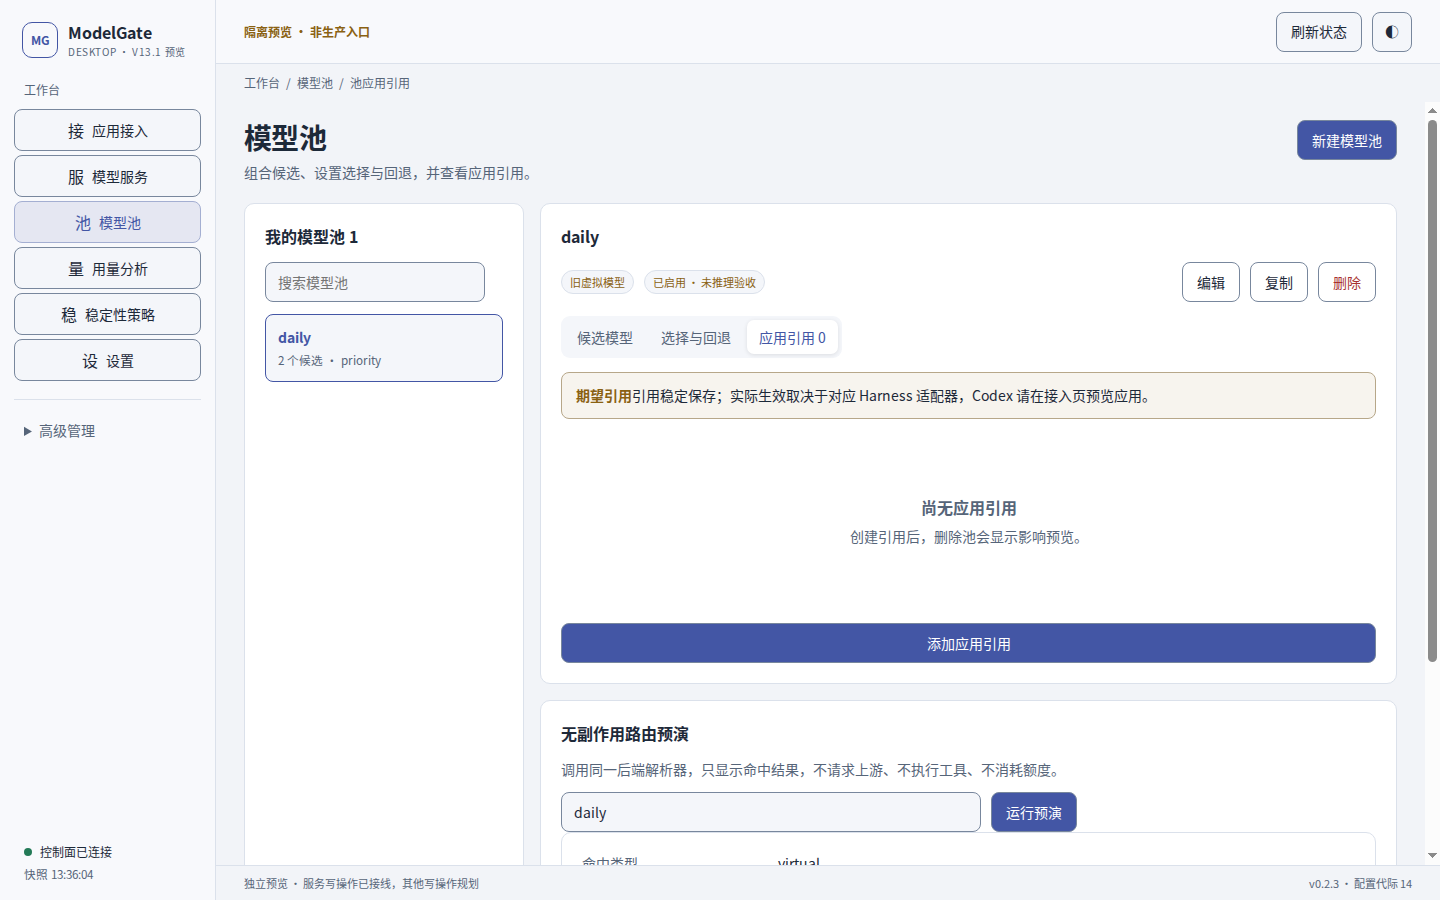 MG
ModelGate
DESKTOP · V13.1 预览
工作台
接 应用接入
服 模型服务
池 模型池
量 用量分析
稳 稳定性策略
设 设置
▶ 高级管理
控制面已连接
快照 13:36:04
隔离预览 · 非生产入口
刷新状态
工作台 / 模型池 / 池应用引用
模型池
组合候选、设置选择与回退，并查看应用引用。
新建模型池
我的模型池 1
搜索模型池
daily
2 个候选 · priority
daily
旧虚拟模型
已启用 · 未推理验收
编辑
复制
删除
候选模型
选择与回退
应用引用 0
期望引用引用稳定保存；实际生效取决于对应 Harness 适配器，Codex 请在接入页预览应用。
尚无应用引用
创建引用后，删除池会显示影响预览。
添加应用引用
无副作用路由预演
调用同一后端解析器，只显示命中结果，不请求上游、不执行工具、不消耗额度。
daily
运行预演
命中类型
virtual
独立预览 · 服务写操作已接线，其他写操作规划
v0.2.3 · 配置代际 14